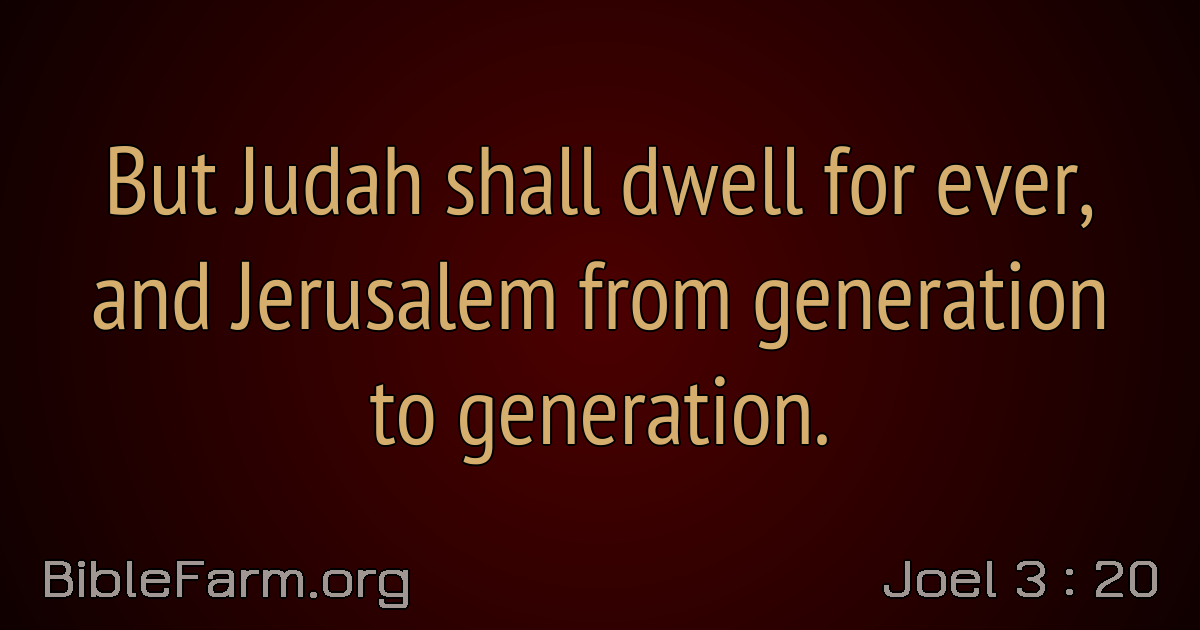 But Judah shall dwell for ever,
and Jerusalem from generation
to generation.
BibleFarm.org
Joel 3 : 20